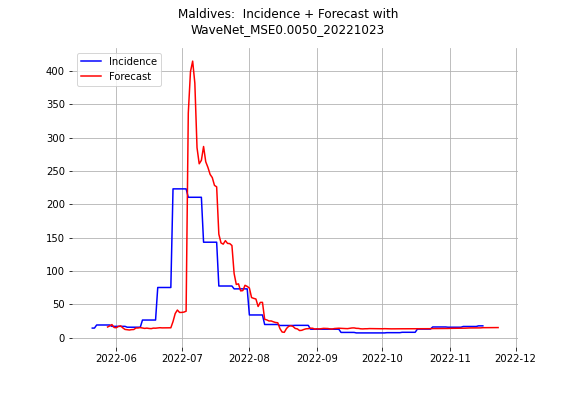 Maldives:  Incidence + Forecast with
WaveNet_MSE0.0050_20221023
Incidence
Forecast
400
350
300
250
200
150
100
50
0
2022-06 2022-07 2022-08 2022-09 2022-10 2022-11 2022-12